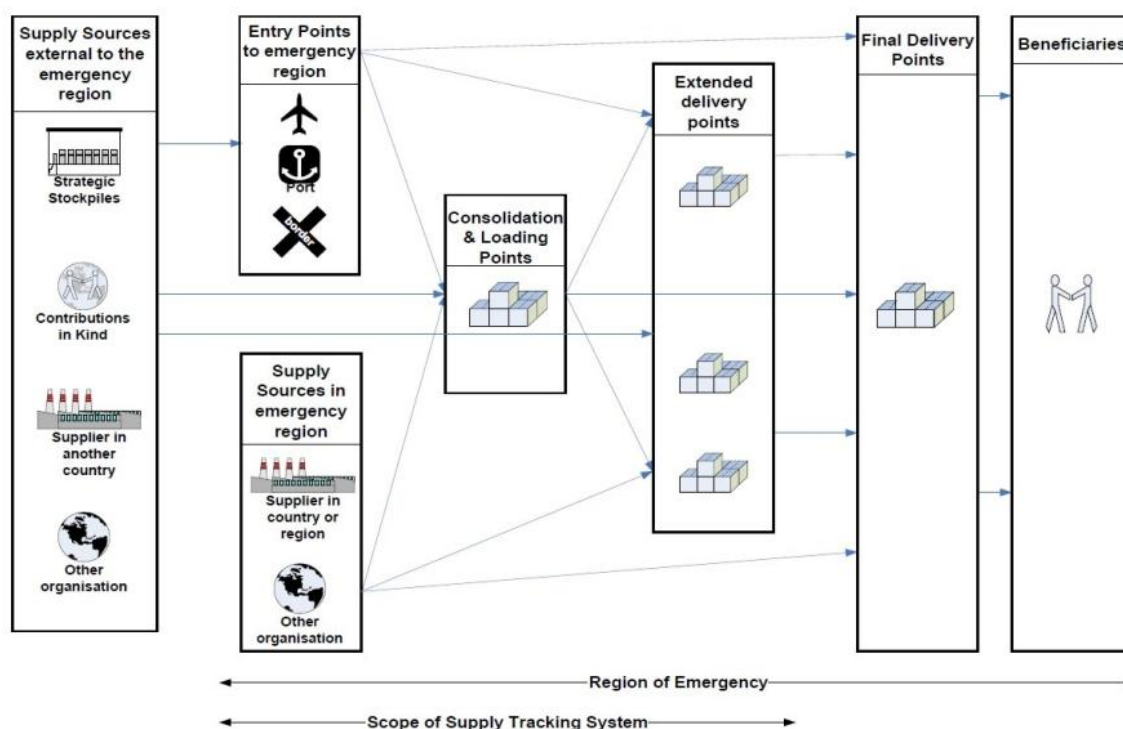 Supply Sources
external to the
emergency
region
Strategic
Stockpiles
Contributions
in Kind
Supplier in
another
country
Other
organisation
Entry Points
to emergency
region
Port
border
Supply
Sources in
emergency
region
Supplier in
country or
region
Other
organisation
Consolidation
& Loading
Points
Extended
delivery
points
Final Delivery
Points
Beneficiaries
Region of Emergency
Scope of Supply Tracking System